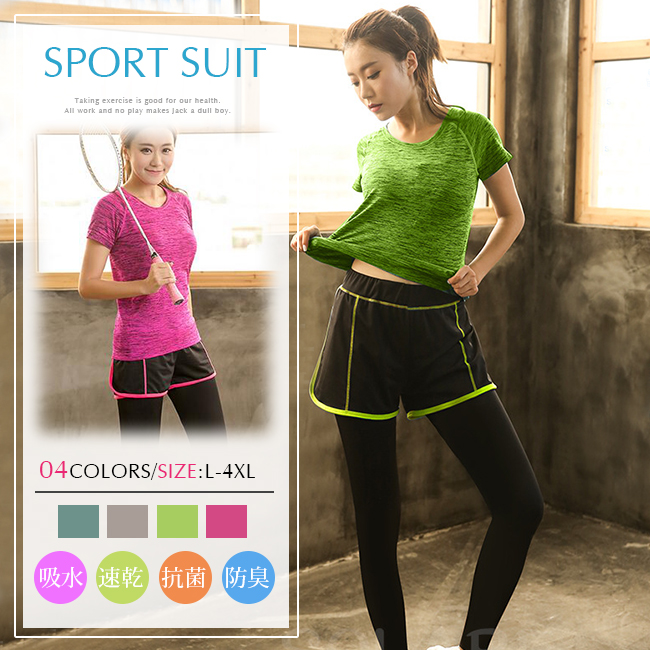 SPORT SUIT
Taking exercise is good for our health.
All work and no play makes jack a dull boy.
04COLORS/SIZE:L-4XL
吸水 速乾 抗菌 防臭